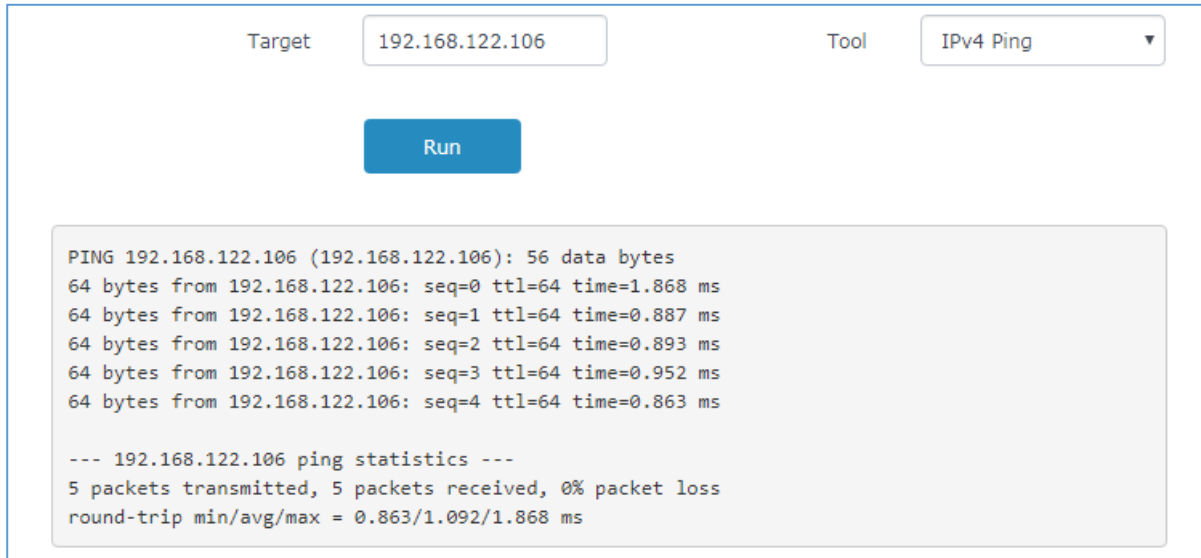 Target 192.168.122.106 Tool IPv4 Ping
Run
PING 192.168.122.106 (192.168.122.106): 56 data bytes
64 bytes from 192.168.122.106: seq=0 ttl=64 time=1.868 ms
64 bytes from 192.168.122.106: seq=1 ttl=64 time=0.887 ms
64 bytes from 192.168.122.106: seq=2 ttl=64 time=0.893 ms
64 bytes from 192.168.122.106: seq=3 ttl=64 time=0.952 ms
64 bytes from 192.168.122.106: seq=4 ttl=64 time=0.863 ms
--- 192.168.122.106 ping statistics ---
5 packets transmitted, 5 packets received, 0% packet loss
round-trip min/avg/max = 0.863/1.092/1.868 ms